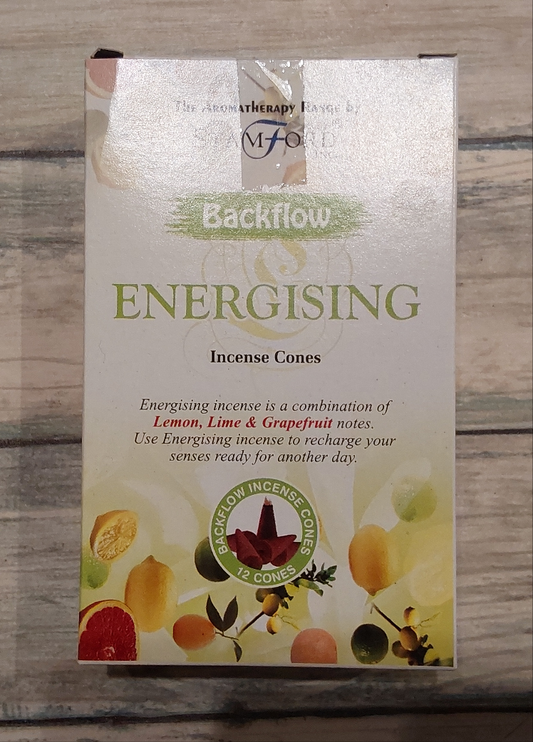 The Aromatherapy Range by
STAMFORD
Backflow
ENERGISING
Incense Cones
Energising incense is a combination of
Lemon, Lime & Grapefruit notes.
Use Energising incense to recharge your
senses ready for another day.
BACKFLOW INCENSE CONES
12 CONES